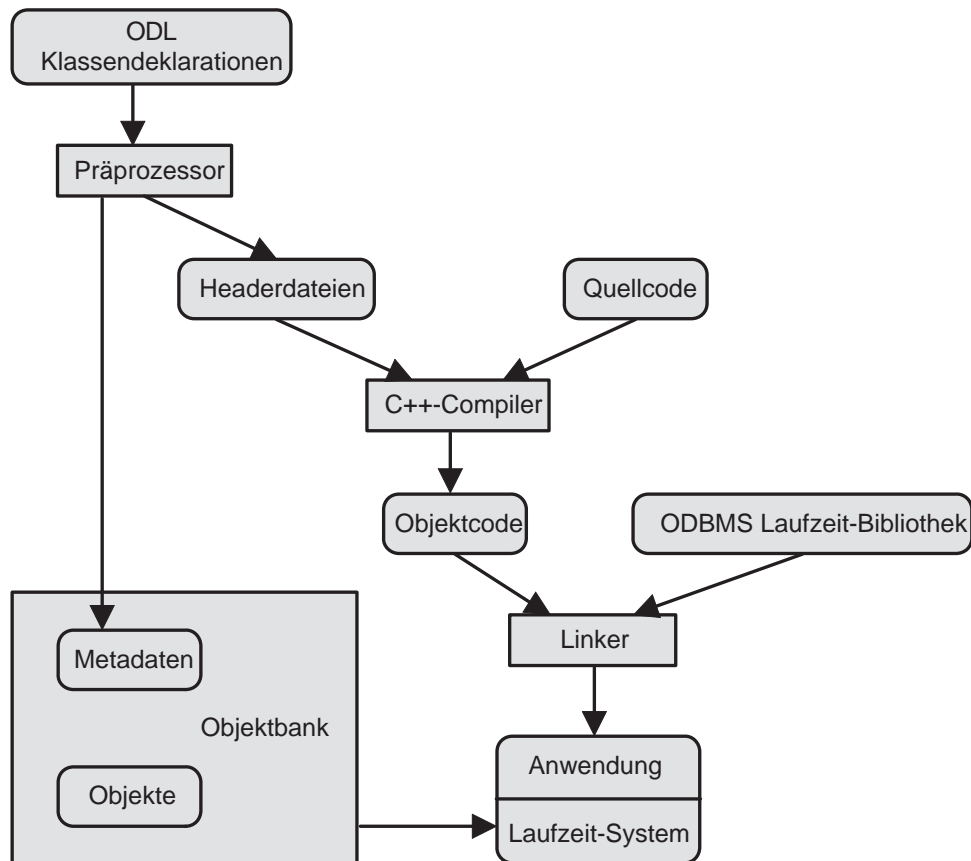 ODL
Klassendeklarationen
Präprozessor
Headerdateien
Quellcode
C++-Compiler
Objektcode
ODBMS Laufzeit-Bibliothek
Linker
Metadaten
Objektbank
Objekte
Anwendung
Laufzeit-System